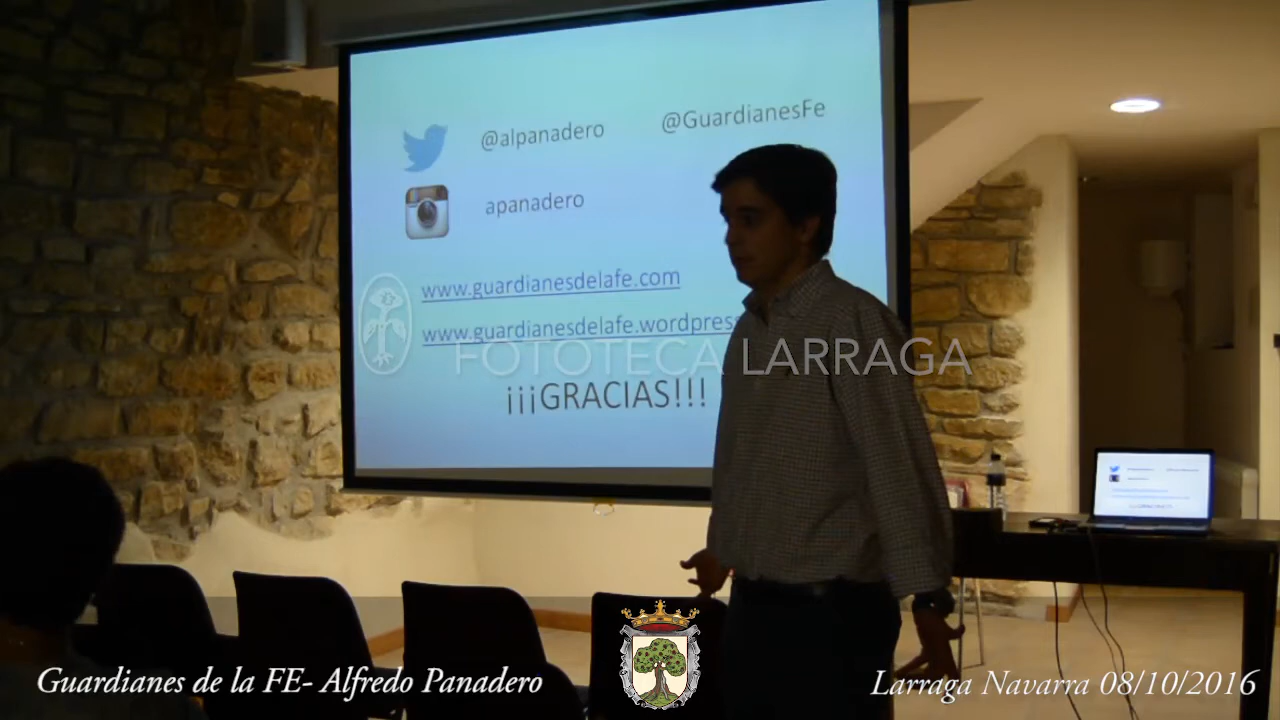 @alpanadero @GuardianesFe
apanadero
www.guardianesdelafe.com
www.guardianesdelafe.wordpress
FOTOTECA LARRAGA
¡¡¡GRACIAS!!!
Guardianes de la FE- Alfredo Panadero
Larraga Navarra 08/10/2016